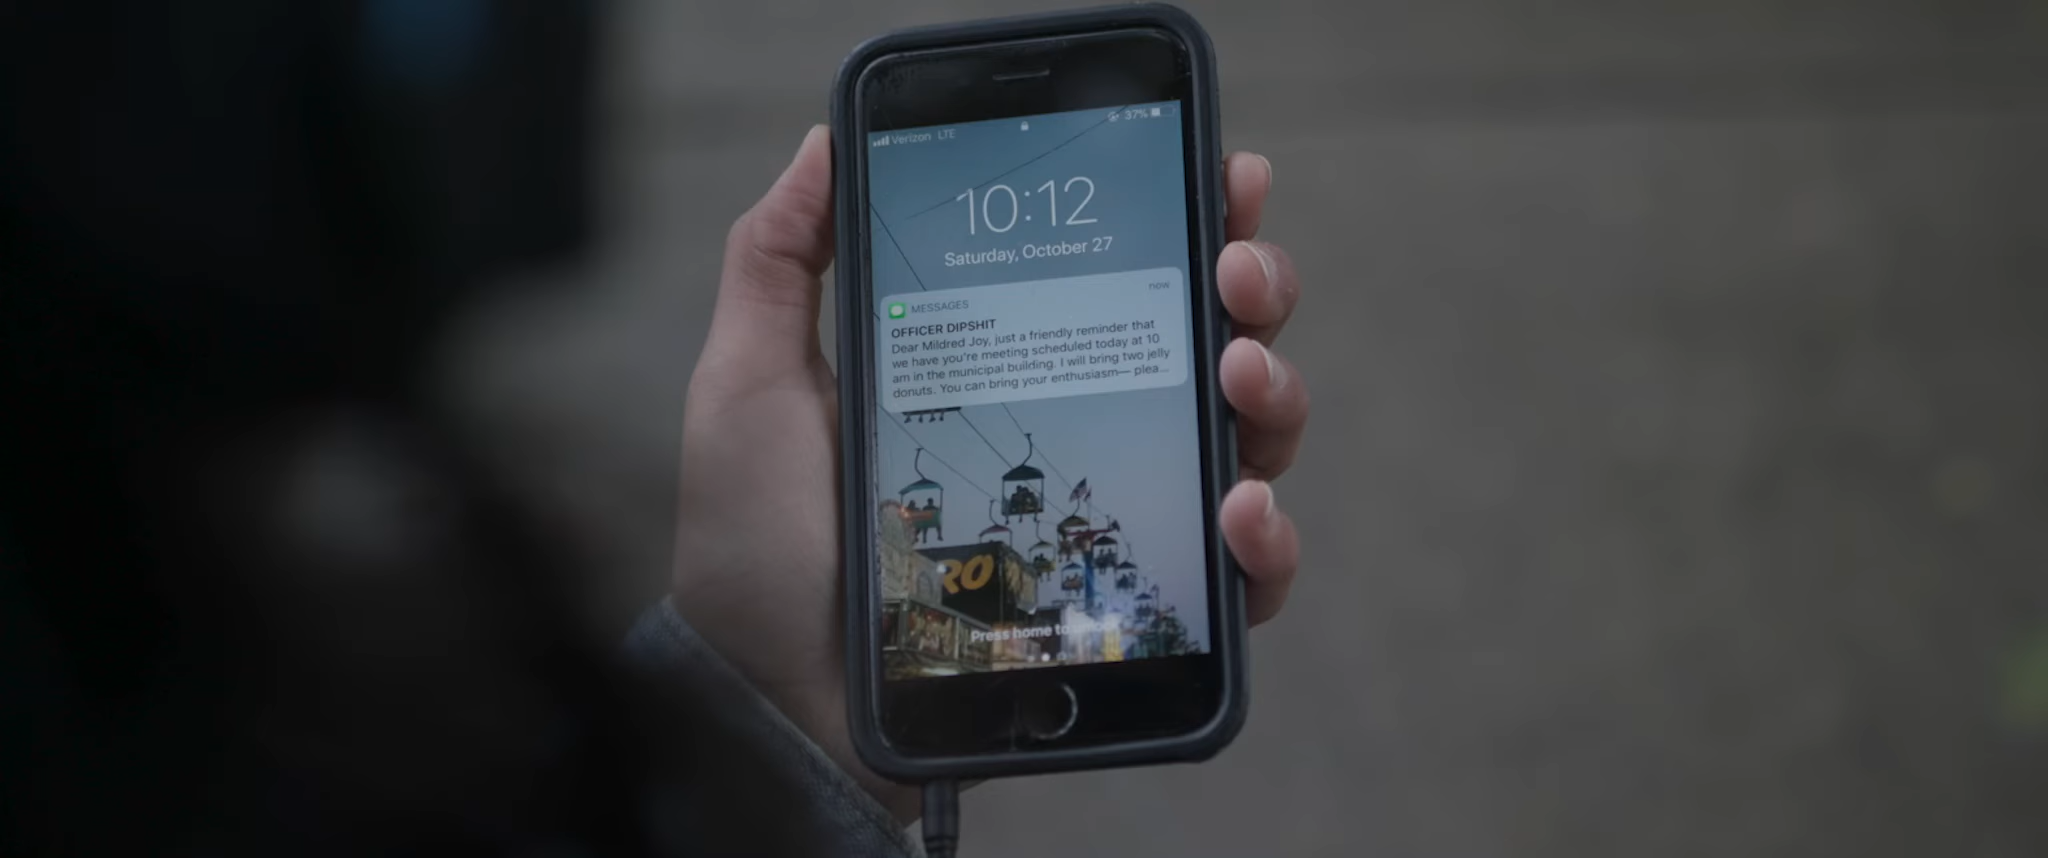 Verizon LTE 37%
10:12
Saturday, October 27
MESSAGES now
OFFICER DIPSHIT
Dear Mildred Joy, just a friendly reminder that
we have you're meeting scheduled today at 10
am in the municipal building. I will bring two jelly
donuts. You can bring your enthusiasm— plea...
RO
Press home to